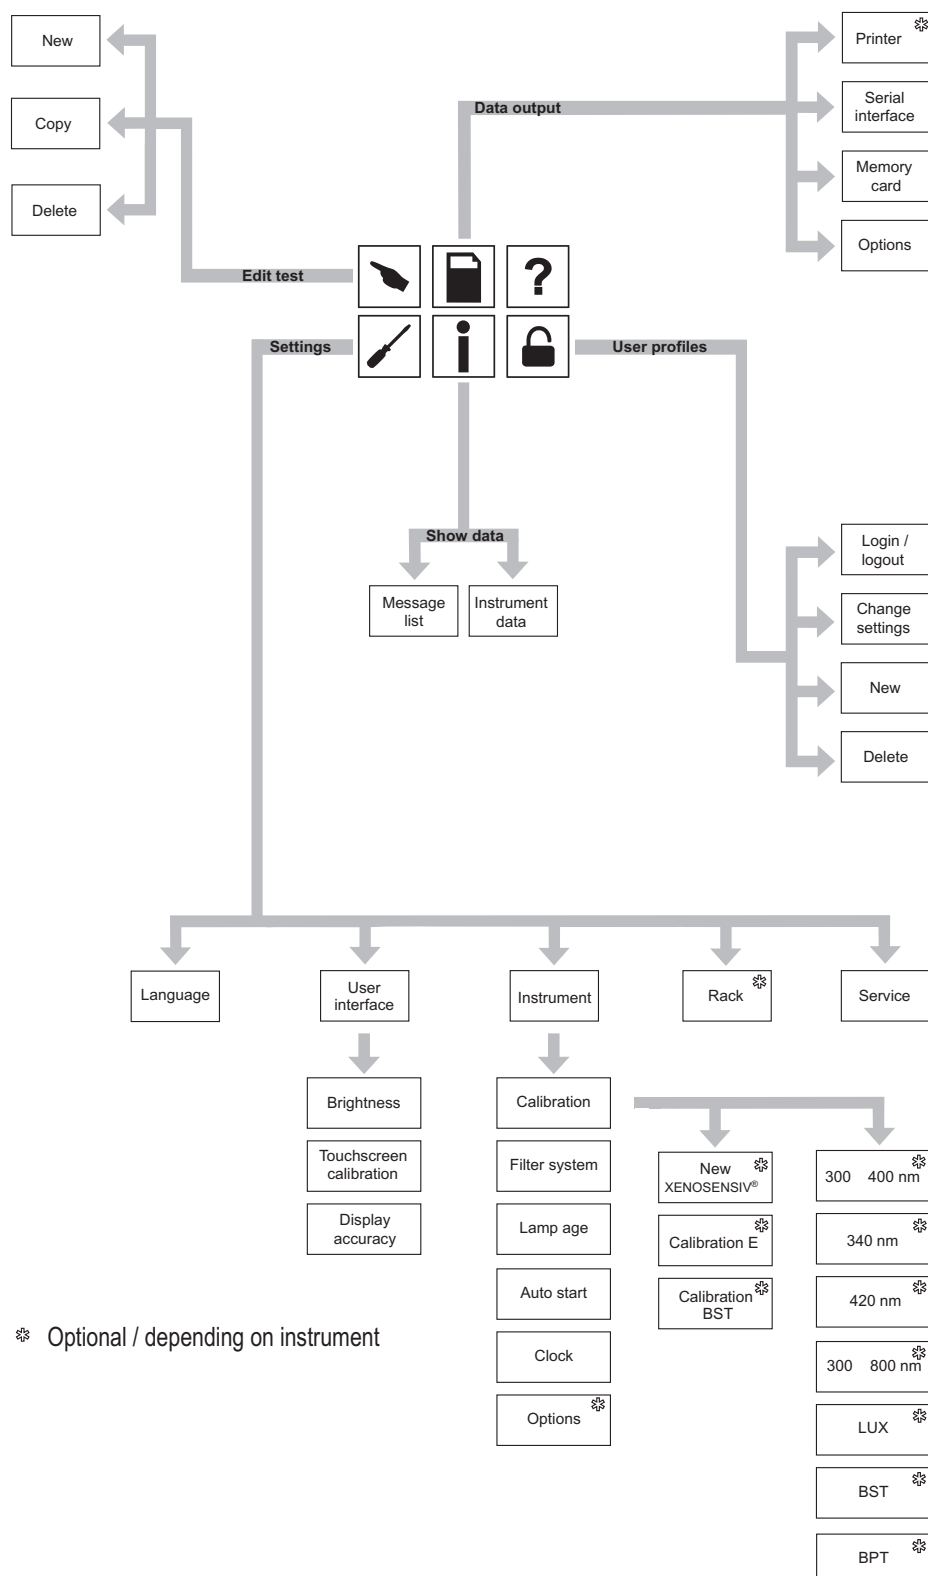 New
Copy
Delete
Edit test
Data output
Printer *
Serial
interface
Memory
card
Options
?
Settings
User profiles
Show data
Message
list
Instrument
data
Login /
logout
Change
settings
New
Delete
Language
User
interface
Instrument
Rack *
Service
Brightness
Touchscreen
calibration
Display
accuracy
Calibration
Filter system
Lamp age
Auto start
Clock
Options *
New *
XENOSENSIV®
Calibration E *
Calibration *
BST
300 400 nm *
340 nm *
420 nm *
300 800 nm *
LUX *
BST *
BPT *
* Optional / depending on instrument